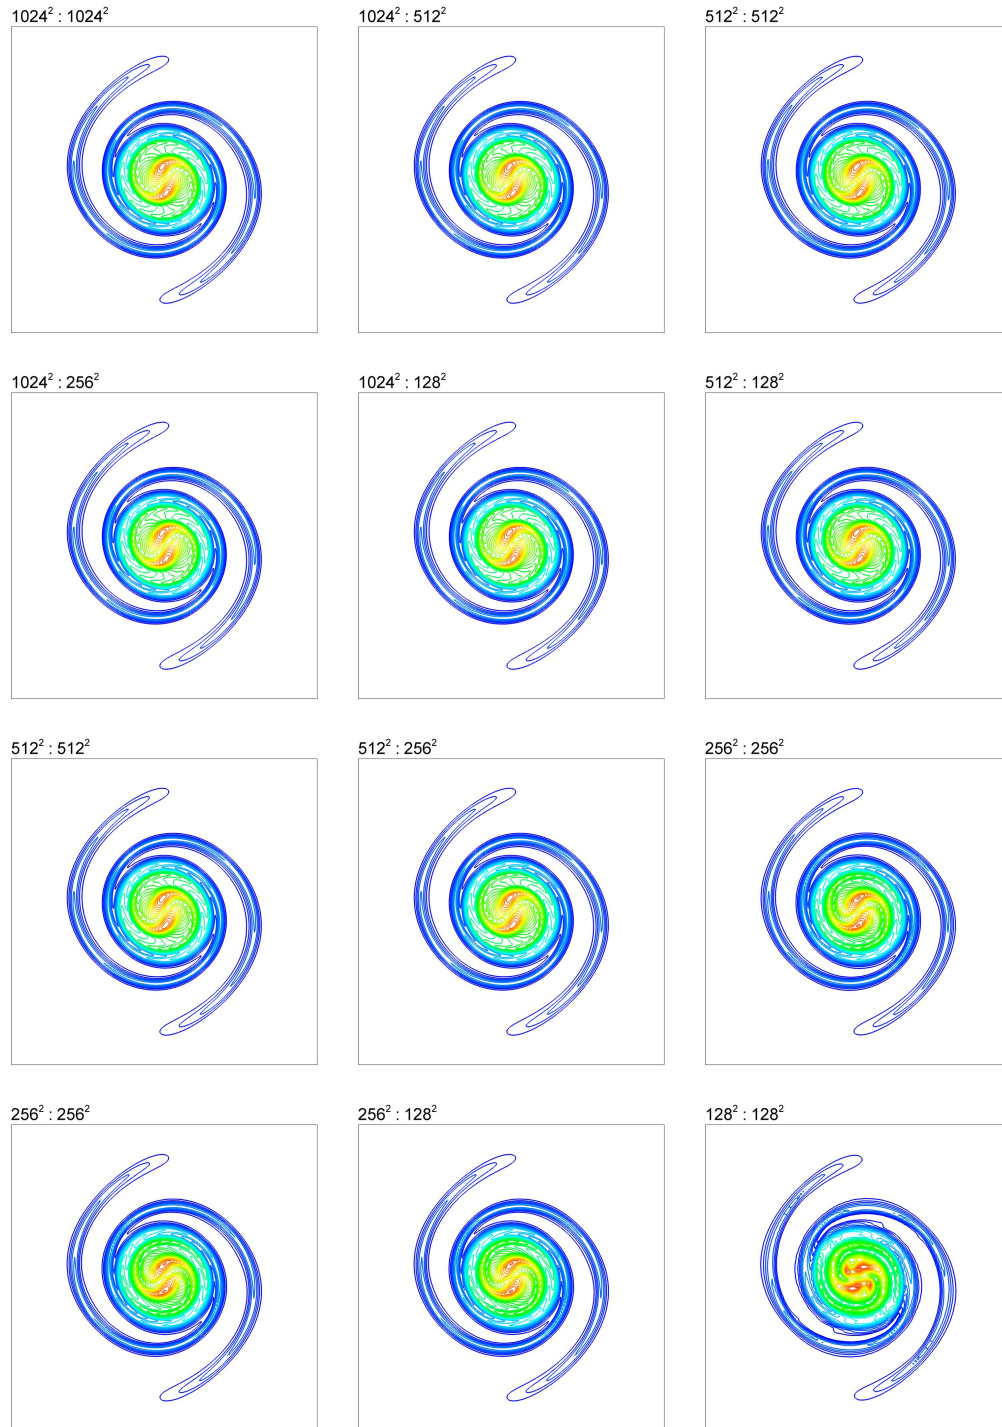 1024² : 1024²
1024² : 512²
512² : 512²
1024² : 256²
1024² : 128²
512² : 128²
512² : 512²
512² : 256²
256² : 256²
256² : 256²
256² : 128²
128² : 128²